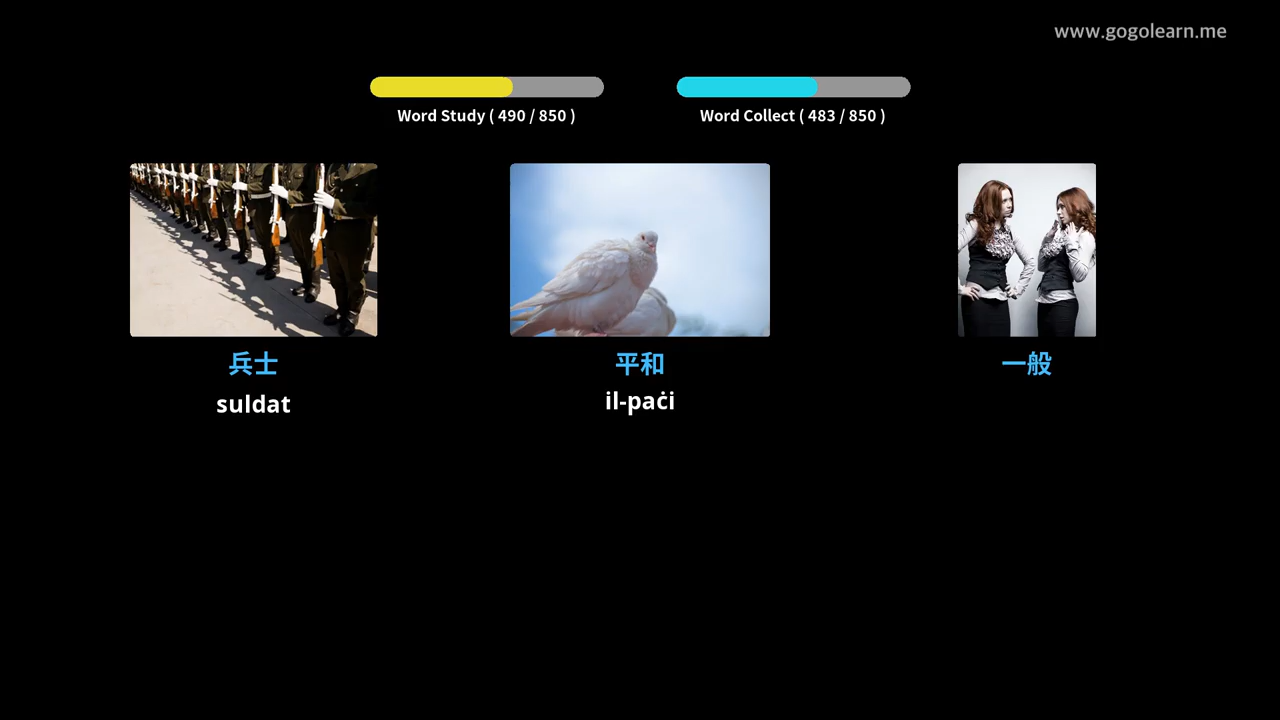 www.gogolearn.me
Word Study ( 490 / 850 )
Word Collect ( 483 / 850 )
兵士
平和
一般
suldat
il-paċi